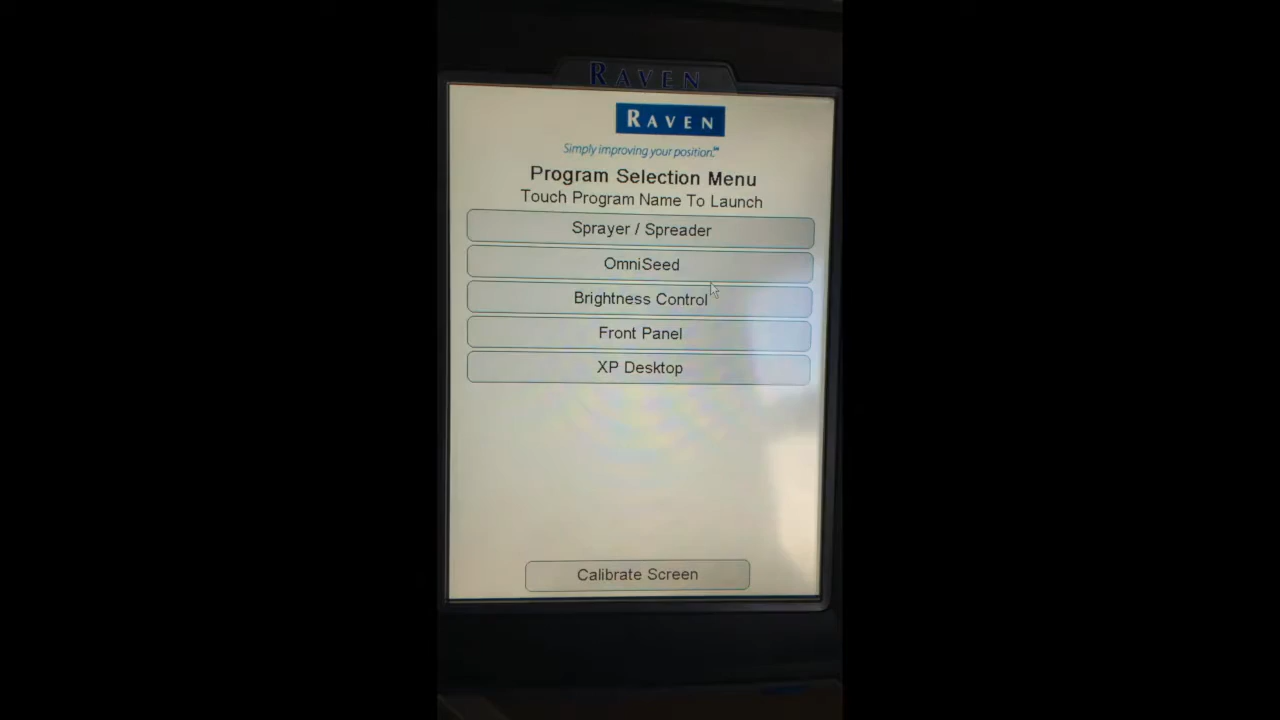 RAVEN
RAVEN
Simply improving your position.℠
Program Selection Menu
Touch Program Name To Launch
Sprayer / Spreader
OmniSeed
Brightness Control
Front Panel
XP Desktop
Calibrate Screen